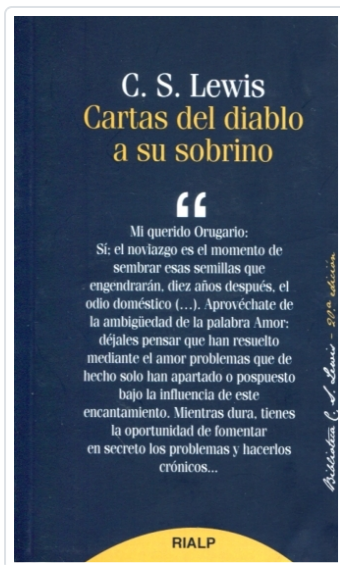 C. S. Lewis
Cartas del diablo
a su sobrino
“
Mi querido Orugario:
Sí; el noviazgo es el momento de
sembrar esas semillas que
engendrarán, diez años después, el
odio doméstico (...). Aprovéchate de
la ambigüedad de la palabra Amor:
déjales pensar que han resuelto
mediante el amor problemas que de
hecho solo han apartado o pospuesto
bajo la influencia de este
encantamiento. Mientras dura, tienes
la oportunidad de fomentar
en secreto los problemas y hacerlos
crónicos...
Biblioteca C. S. Lewis - 20.ª edición
RIALP